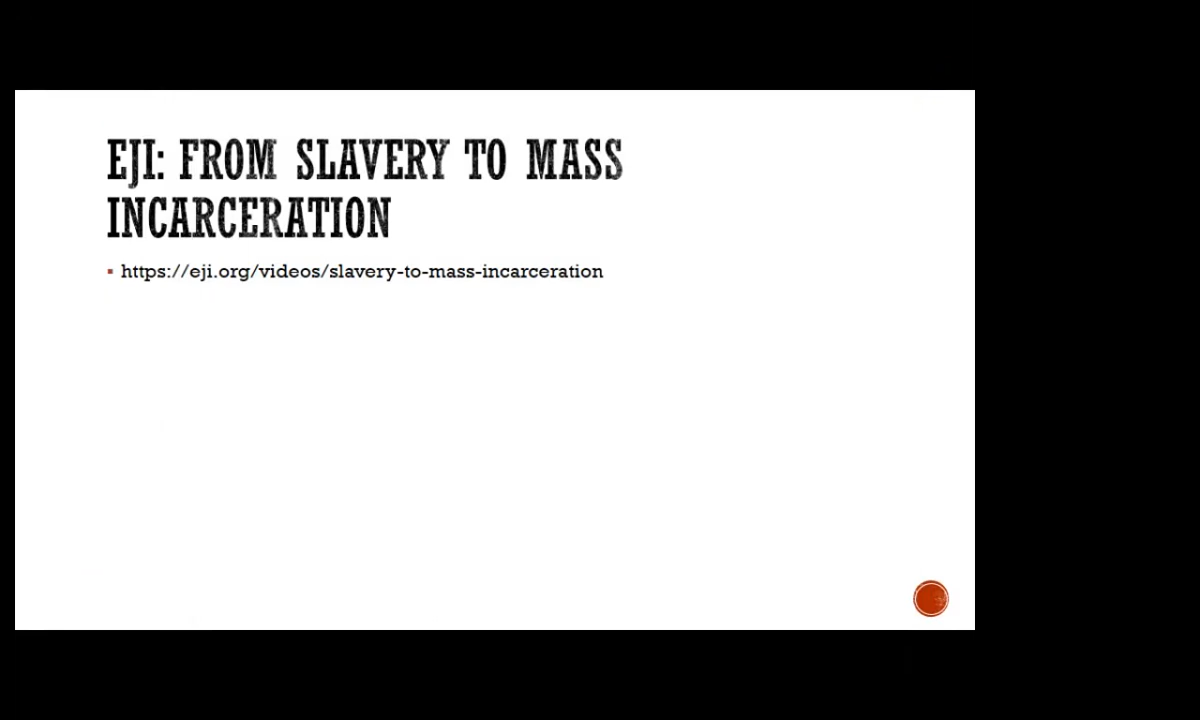 EJI: FROM SLAVERY TO MASS
INCARCERATION
https://eji.org/videos/slavery-to-mass-incarceration